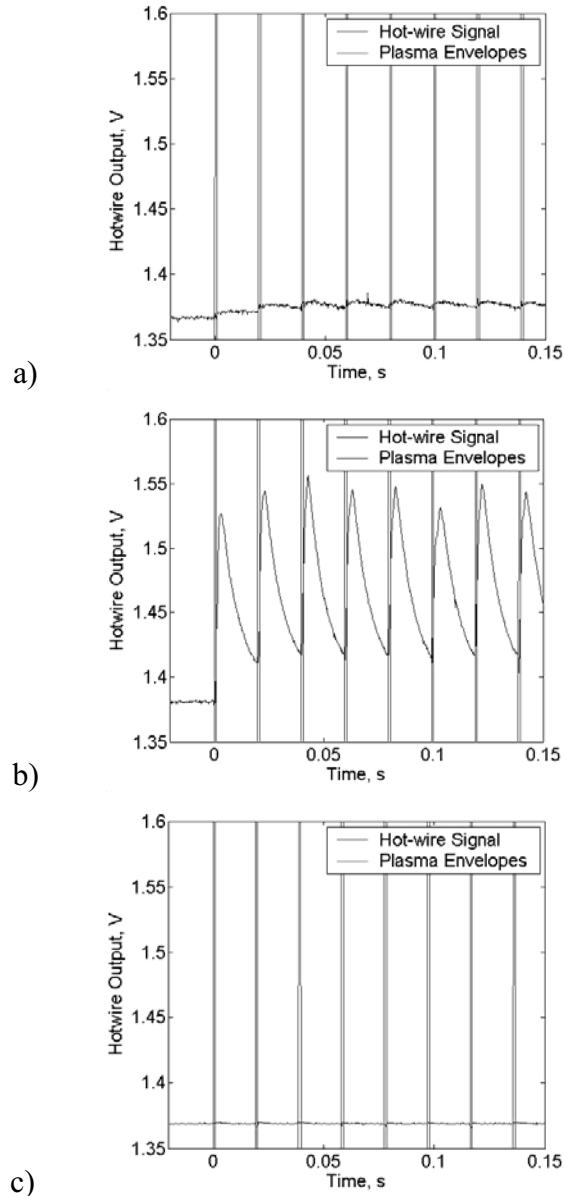 1.6
Hot-wire Signal
Plasma Envelopes
1.55
1.5
1.45
1.4
1.35
Hotwire Output, V
0
0.05
0.1
0.15
Time, s
a)
1.6
Hot-wire Signal
Plasma Envelopes
1.55
1.5
1.45
1.4
1.35
Hotwire Output, V
0
0.05
0.1
0.15
Time, s
b)
1.6
Hot-wire Signal
Plasma Envelopes
1.55
1.5
1.45
1.4
1.35
Hotwire Output, V
0
0.05
0.1
0.15
Time, s
c)